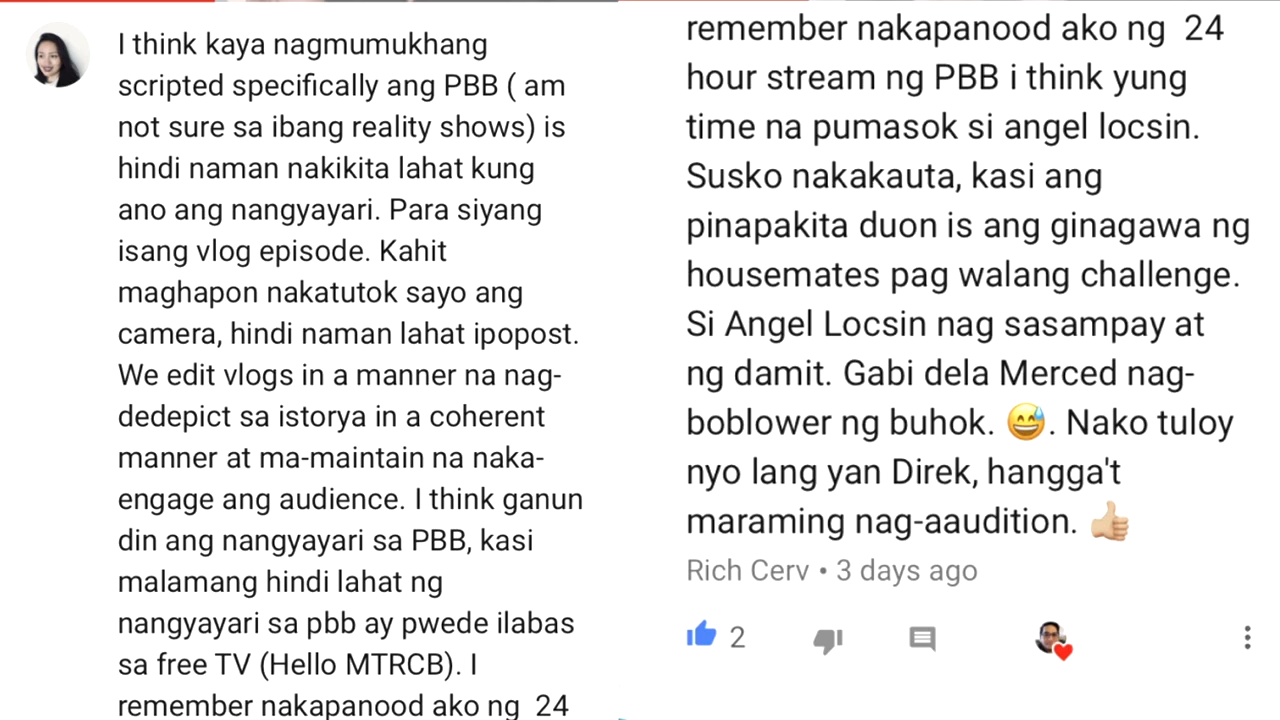 I think kaya nagmumukhang
scripted specifically ang PBB ( am
not sure sa ibang reality shows) is
hindi naman nakikita lahat kung
ano ang nangyayari. Para siyang
isang vlog episode. Kahit
maghapon nakatutok sayo ang
camera, hindi naman lahat ipopost.
We edit vlogs in a manner na nag-
dedepict sa istorya in a coherent
manner at ma-maintain na naka-
engage ang audience. I think ganun
din ang nangyayari sa PBB, kasi
malamang hindi lahat ng
nangyayari sa pbb ay pwede ilabas
sa free TV (Hello MTRCB). I
remember nakapanood ako ng  24
remember nakapanood ako ng  24
hour stream ng PBB i think yung
time na pumasok si angel locsin.
Susko nakakauta, kasi ang
pinapakita duon is ang ginagawa ng
housemates pag walang challenge.
Si Angel Locsin nag sasampay at
ng damit. Gabi dela Merced nag-
boblower ng buhok. 😅. Nako tuloy
nyo lang yan Direk, hangga't
maraming nag-aaudition. 👍🏼
Rich Cerv • 3 days ago
2